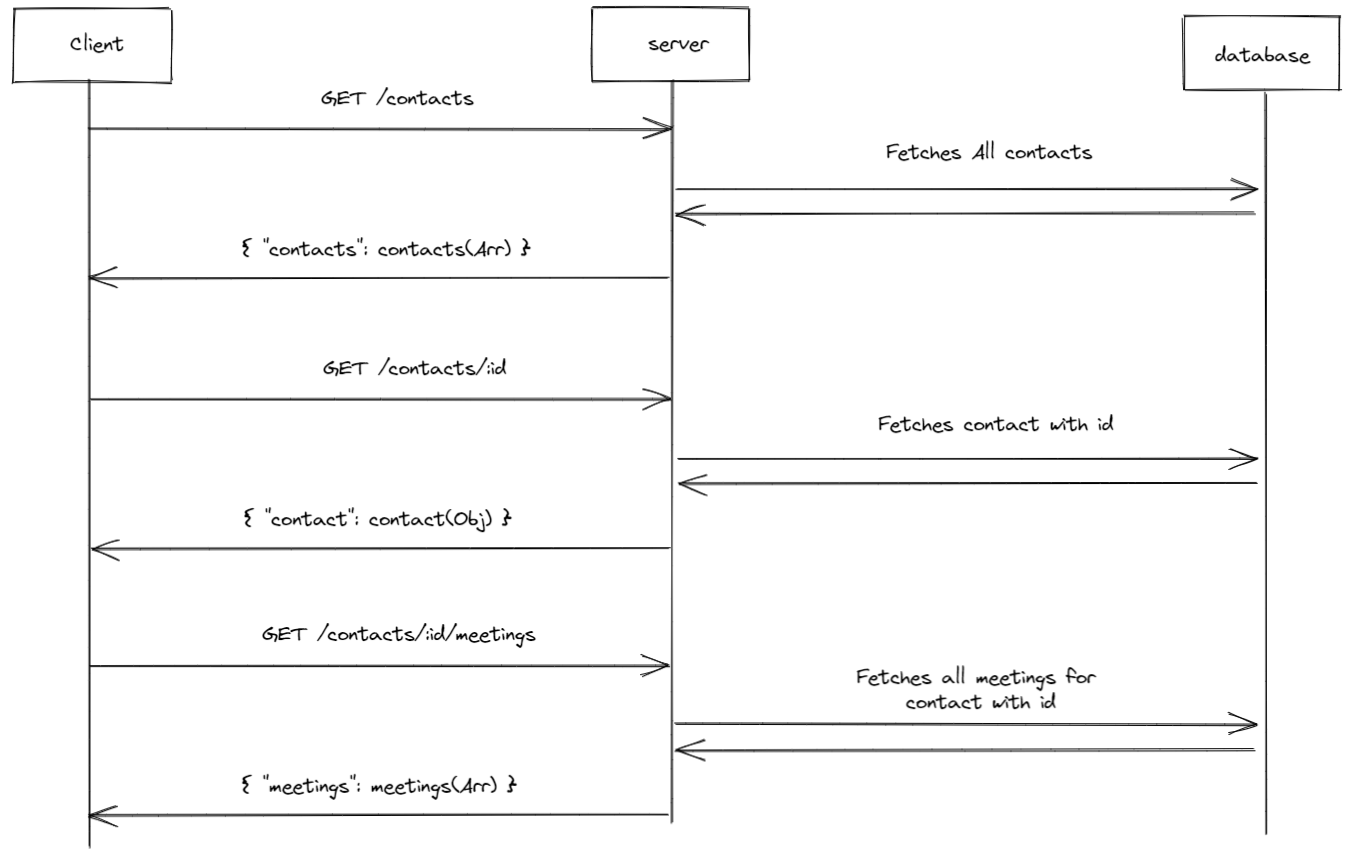 client
server
database
GET /contacts
Fetches All contacts
{ "contacts": contacts(Arr) }
GET /contacts/:id
Fetches contact with id
{ "contact": contact(Obj) }
GET /contacts/:id/meetings
Fetches all meetings for
contact with id
{ "meetings": meetings(Arr) }